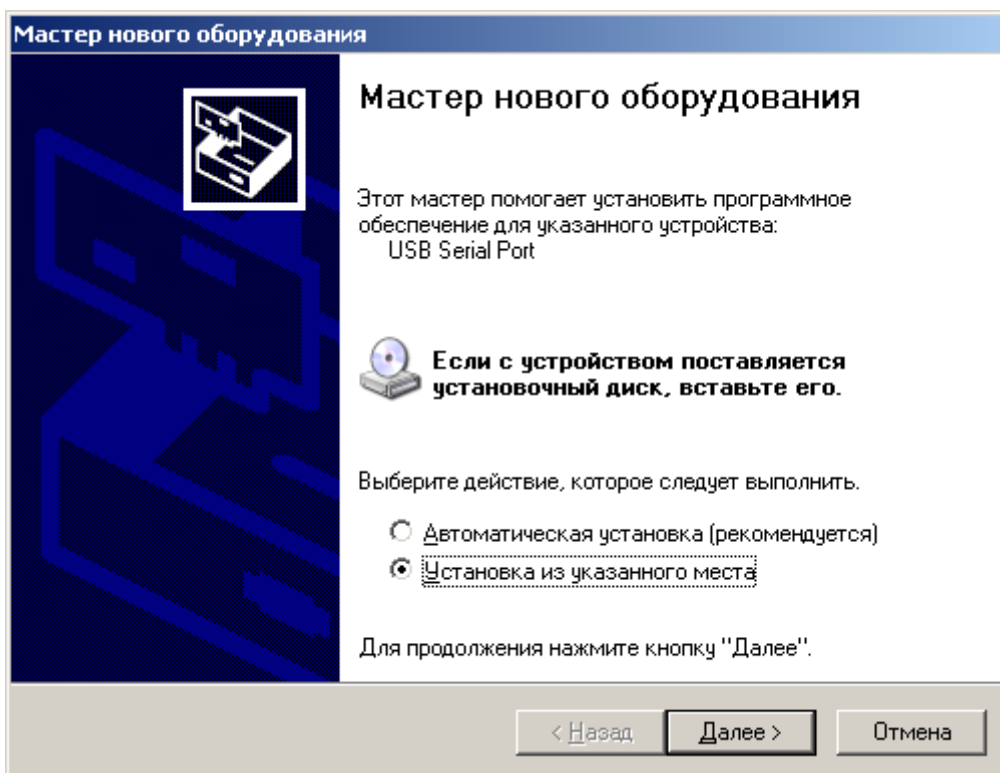 Мастер нового оборудования
Мастер нового оборудования
Этот мастер помогает установить программное
обеспечение для указанного устройства:
USB Serial Port
Если с устройством поставляется
установочный диск, вставьте его.
Выберите действие, которое следует выполнить.
Автоматическая установка (рекомендуется)
Установка из указанного места
Для продолжения нажмите кнопку "Далее".
< Назад Далее > Отмена